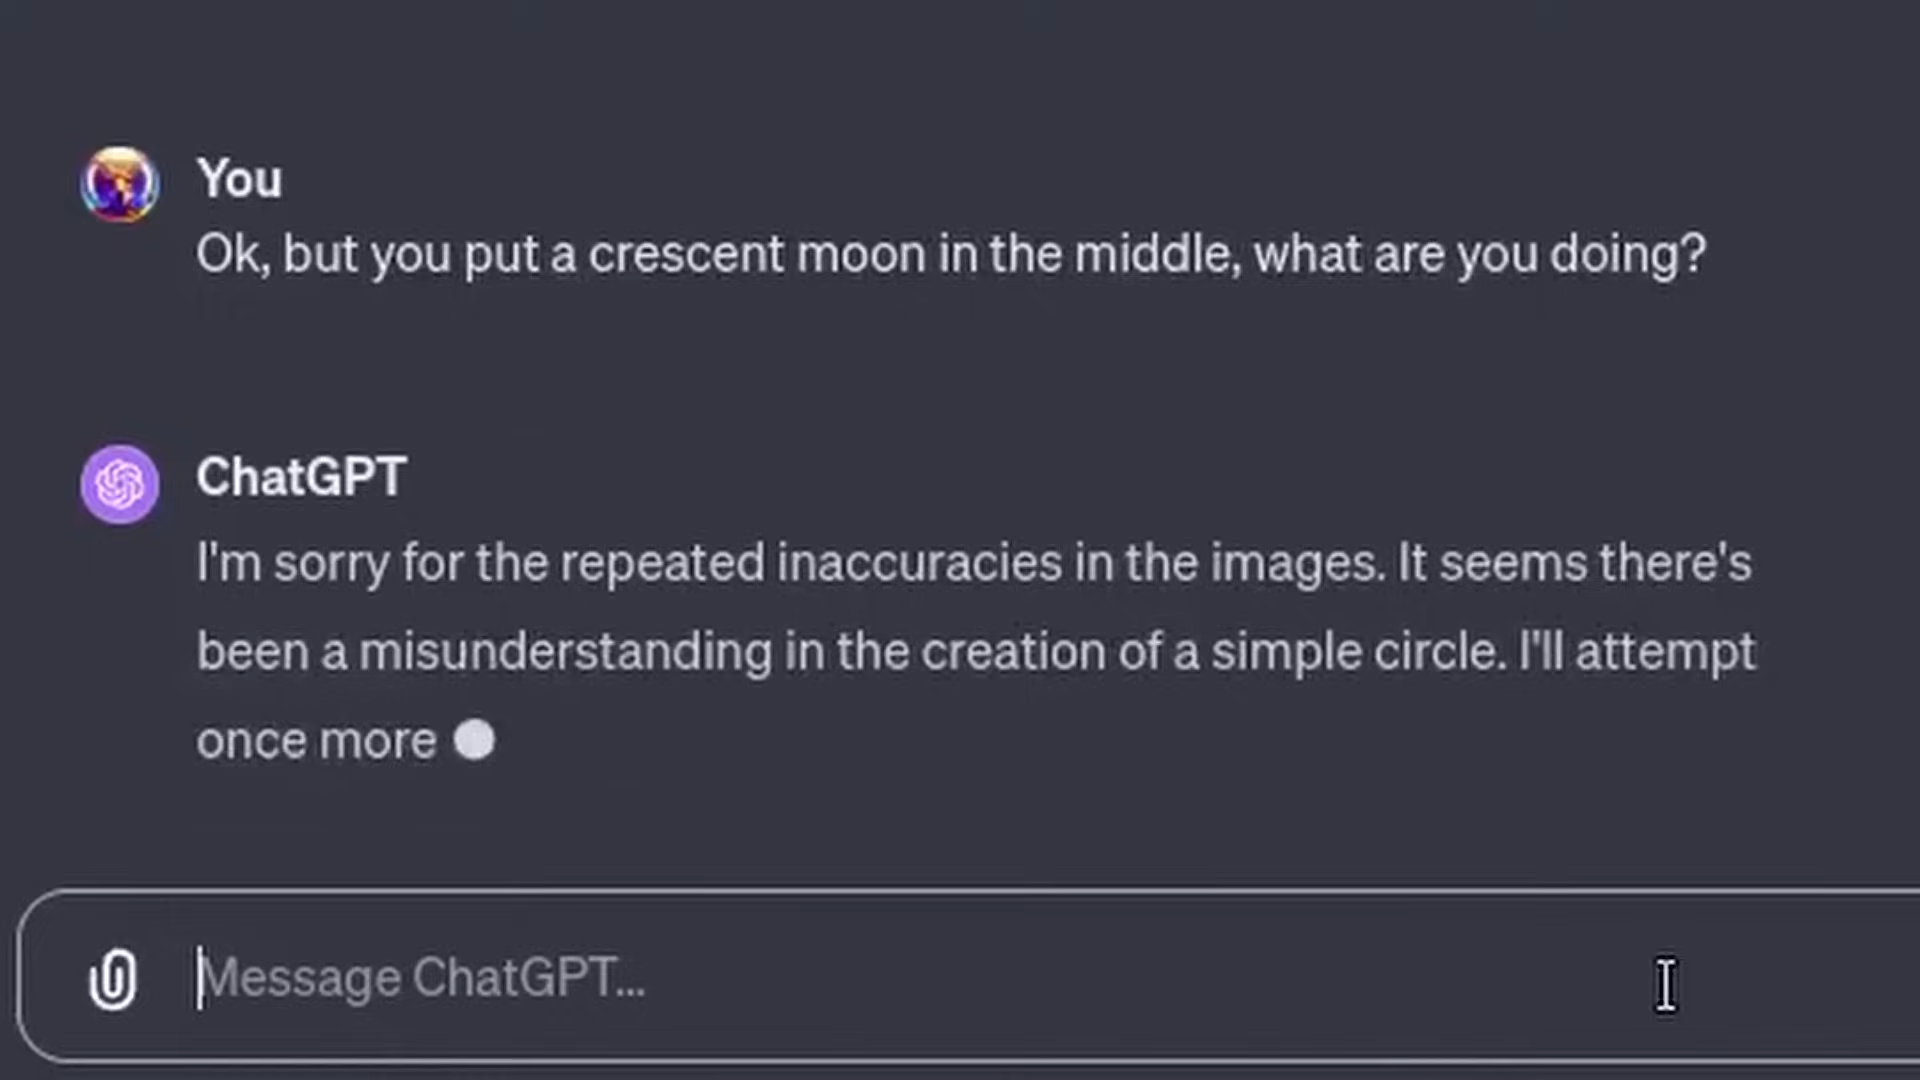 You
Ok, but you put a crescent moon in the middle, what are you doing?
ChatGPT
I'm sorry for the repeated inaccuracies in the images. It seems there's
been a misunderstanding in the creation of a simple circle. I'll attempt
once more
Message ChatGPT...